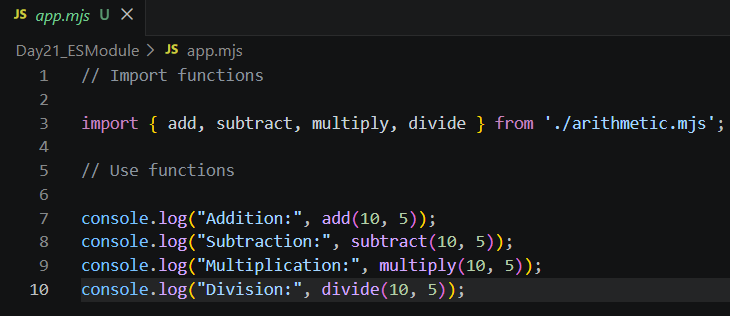 JS app.mjs U ×
Day21_ESModule > JS app.mjs
1 // Import functions
2
3 import { add, subtract, multiply, divide } from './arithmetic.mjs';
4
5 // Use functions
6
7 console.log("Addition:", add(10, 5));
8 console.log("Subtraction:", subtract(10, 5));
9 console.log("Multiplication:", multiply(10, 5));
10 console.log("Division:", divide(10, 5));